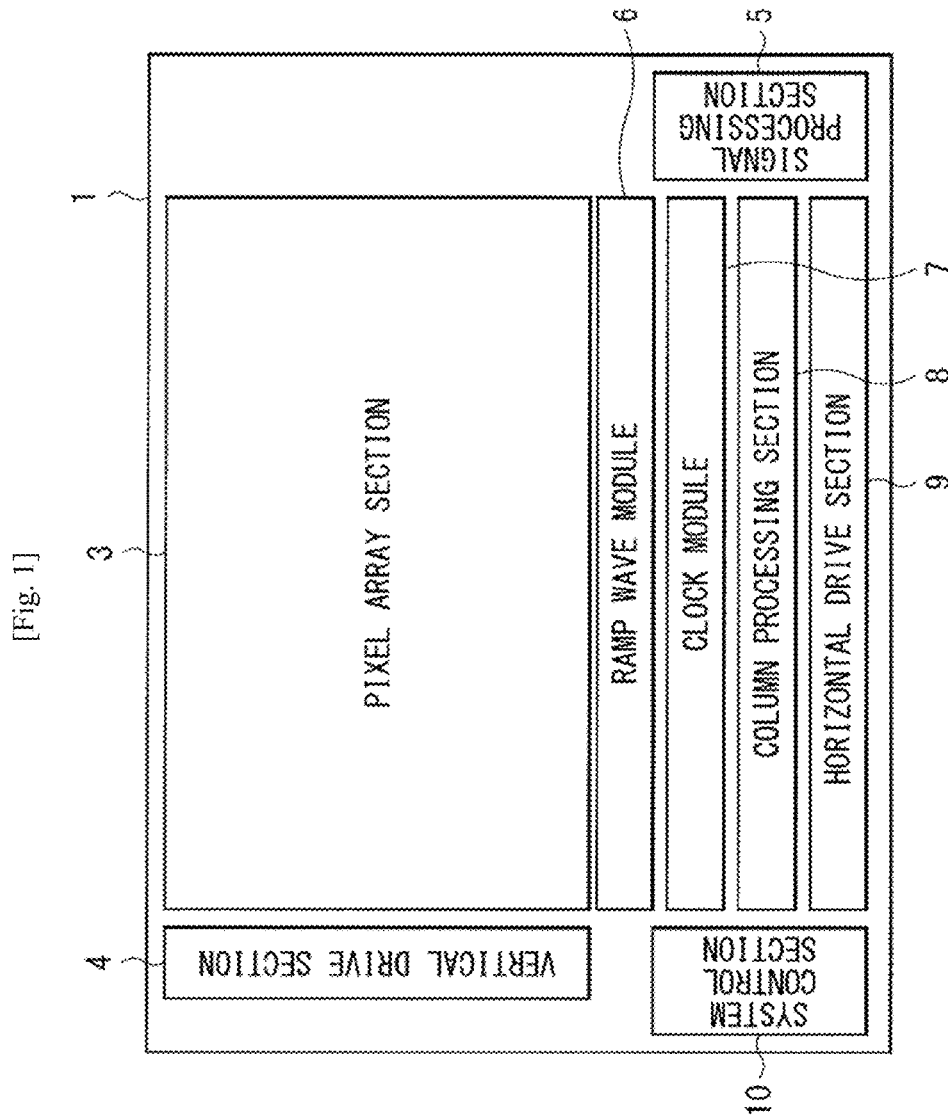 [Fig. 1]
4
3
1
VERTICAL DRIVE SECTION
PIXEL ARRAY SECTION
RAMP WAVE MODULE
6
CLOCK MODULE
SYSTEM
CONTROL
SECTION
10
COLUMN PROCESSING SECTION
SIGNAL
PROCESSING
SECTION
5
HORIZONTAL DRIVE SECTION
9
8
7